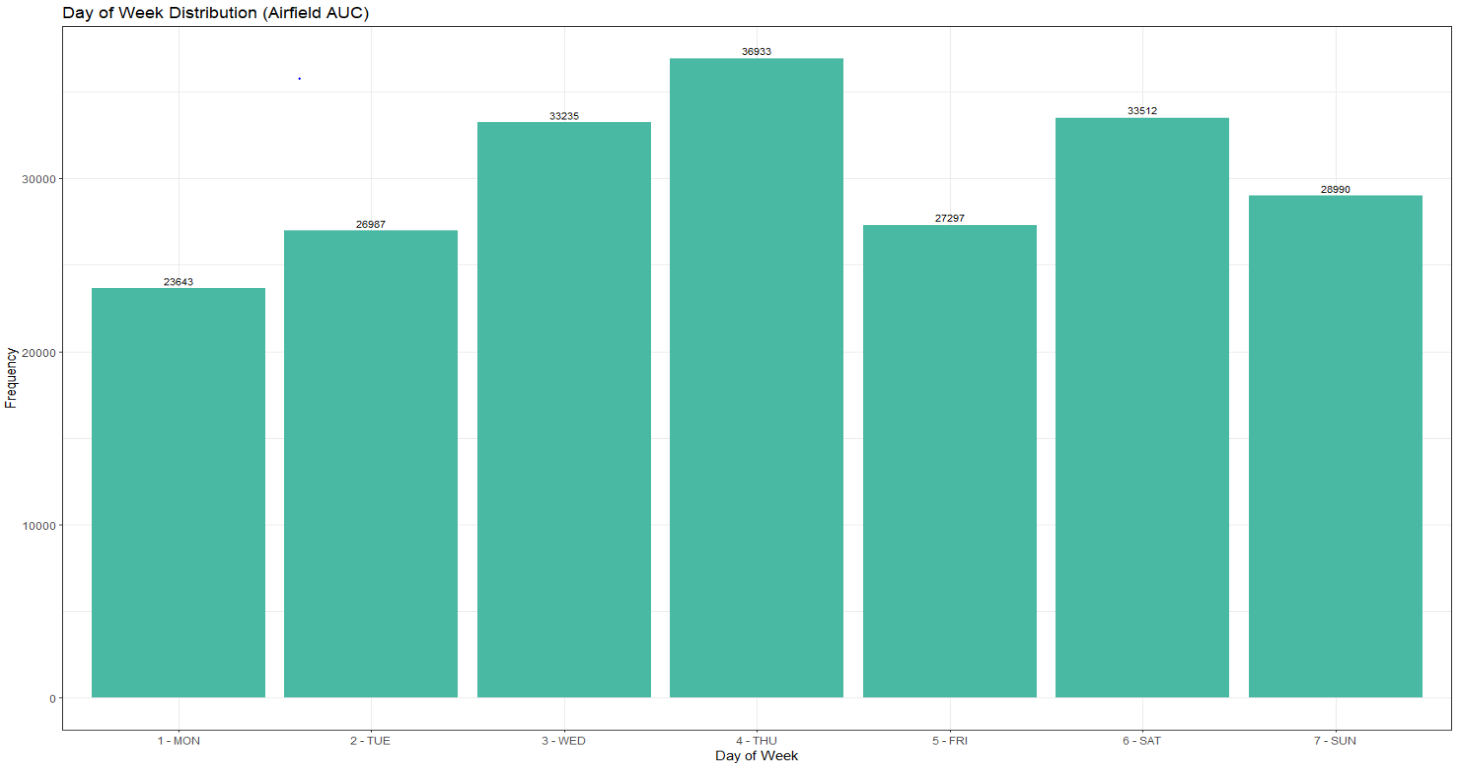 Day of Week Distribution (Airfield AUC)
36933
33512
33235
28990
27297
26987
23643
30000
20000
10000
0
Frequency
1 - MON
2 - TUE
3 - WED
4 - THU
5 - FRI
6 - SAT
7 - SUN
Day of Week